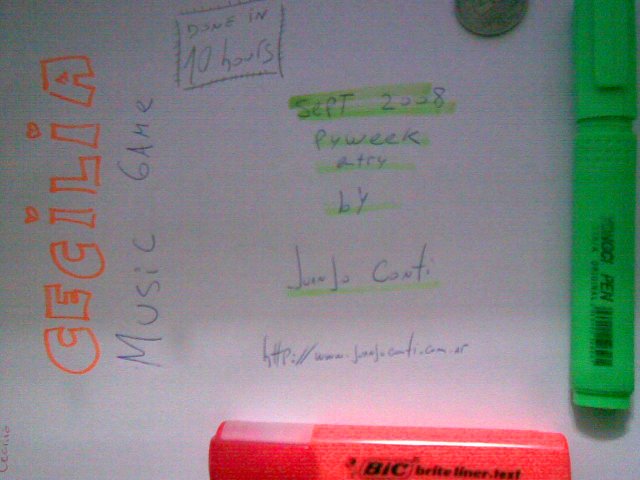 DONE IN
10 hours
CECILIA
MUSIC GAME
SEPT 2008
PYWEEK
entry
by
Juanjo Conti
http://www.juanjoconti.com.ar
PEN
BIC brite liner.text